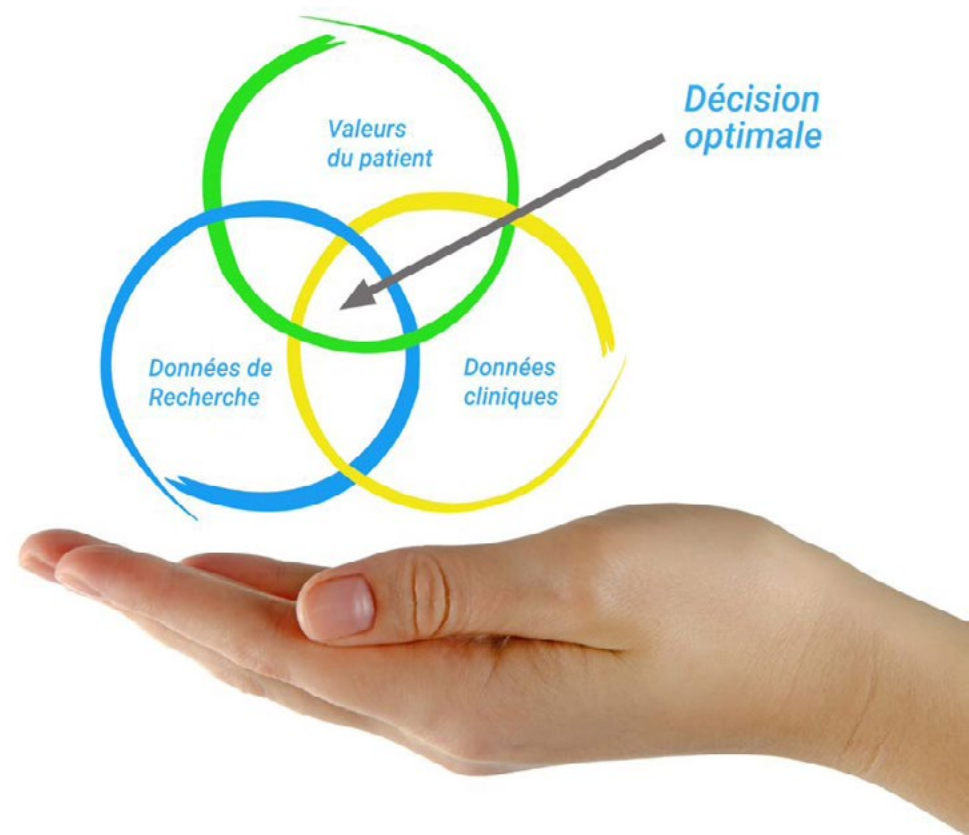 Valeurs
du patient
Décision
optimale
Données de
Recherche
Données
cliniques